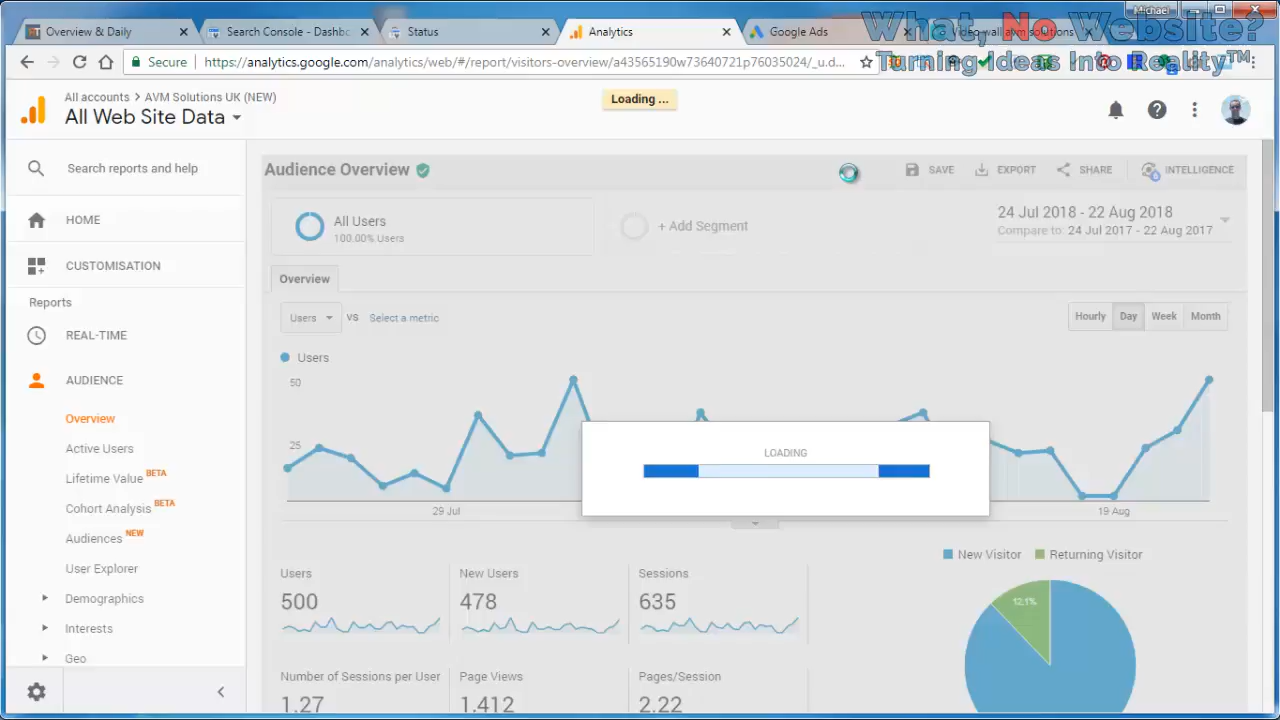 Michael
Overview & Daily
Search Console - Dashbc
Status
Analytics
Google Ads
Video wall avm solutions
What, No Website?
Turning Ideas Into Reality™
Secure
https://analytics.google.com/analytics/web/#/report/visitors-overview/a43565190w73640721p76035024/_u.d...
All accounts > AVM Solutions UK (NEW)
All Web Site Data
Loading ...
Search reports and help
HOME
CUSTOMISATION
Reports
REAL-TIME
AUDIENCE
Overview
Active Users
Lifetime Value BETA
Cohort Analysis BETA
Audiences NEW
User Explorer
Demographics
Interests
Geo
Audience Overview
SAVE
EXPORT
SHARE
INTELLIGENCE
All Users
100.00% Users
+ Add Segment
24 Jul 2018 - 22 Aug 2018
Compare to: 24 Jul 2017 - 22 Aug 2017
Overview
Users VS Select a metric
Hourly Day Week Month
Users
50
25
LOADING
29 Jul
19 Aug
New Visitor Returning Visitor
12.1%
Users
500
New Users
478
Sessions
635
Number of Sessions per User
1.27
Page Views
1,412
Pages/Session
2.22